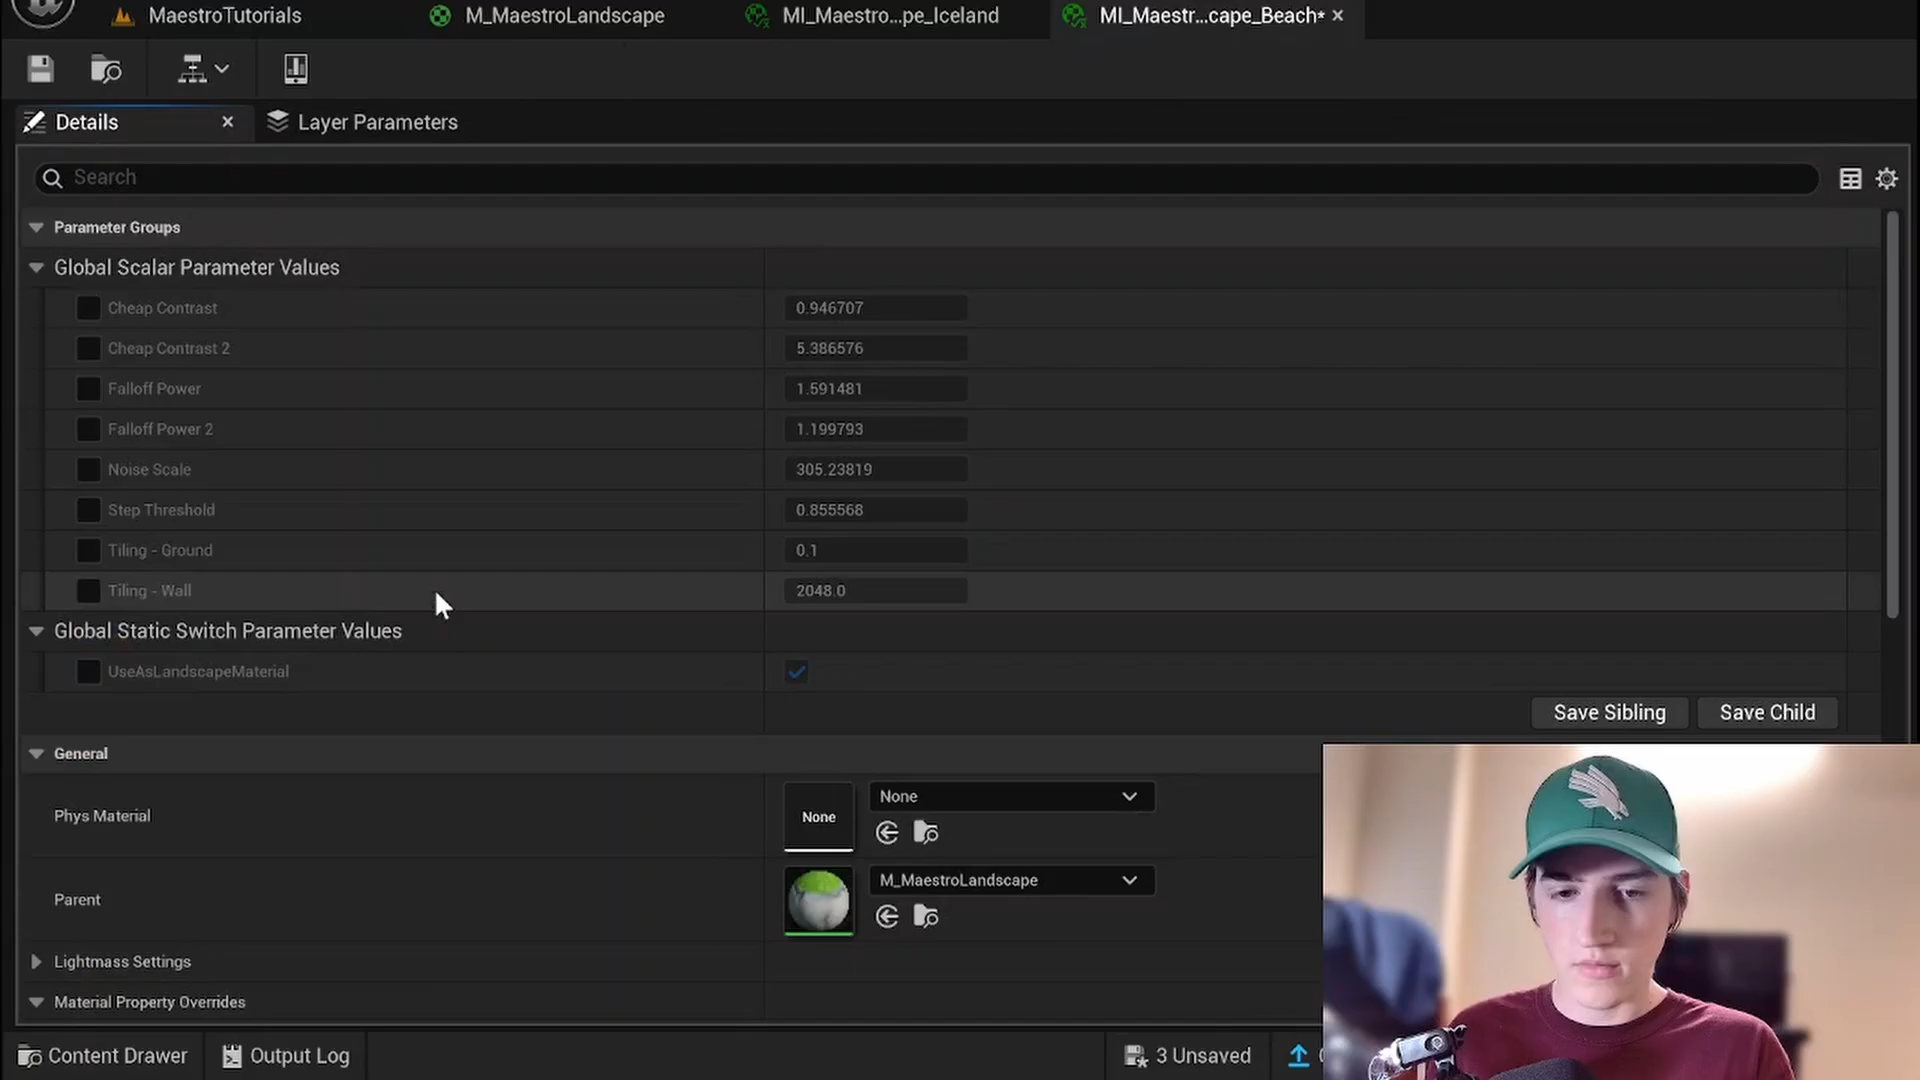 MaestroTutorials
M_MaestroLandscape
MI_Maestro...pe_Iceland
MI_Maestr...cape_Beach*
Details
Layer Parameters
Search
Parameter Groups
Global Scalar Parameter Values
Cheap Contrast 0.946707
Cheap Contrast 2 5.386576
Falloff Power 1.591481
Falloff Power 2 1.199793
Noise Scale 305.23819
Step Threshold 0.855568
Tiling - Ground 0.1
Tiling - Wall 2048.0
Global Static Switch Parameter Values
UseAsLandscapeMaterial
Save Sibling Save Child
General
Phys Material None None
Parent M_MaestroLandscape
Lightmass Settings
Material Property Overrides
Content Drawer Output Log 3 Unsaved